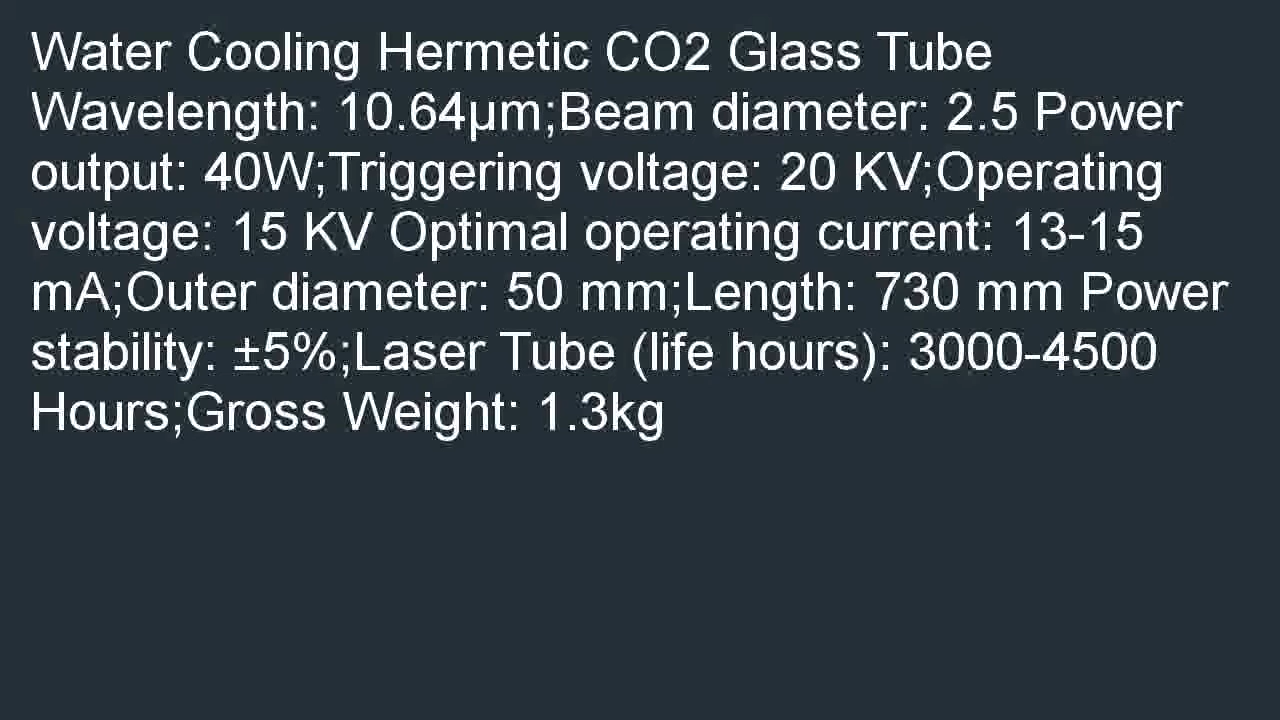 Water Cooling Hermetic CO2 Glass Tube
Wavelength: 10.64µm;Beam diameter: 2.5 Power
output: 40W;Triggering voltage: 20 KV;Operating
voltage: 15 KV Optimal operating current: 13-15
mA;Outer diameter: 50 mm;Length: 730 mm Power
stability: ±5%;Laser Tube (life hours): 3000-4500
Hours;Gross Weight: 1.3kg